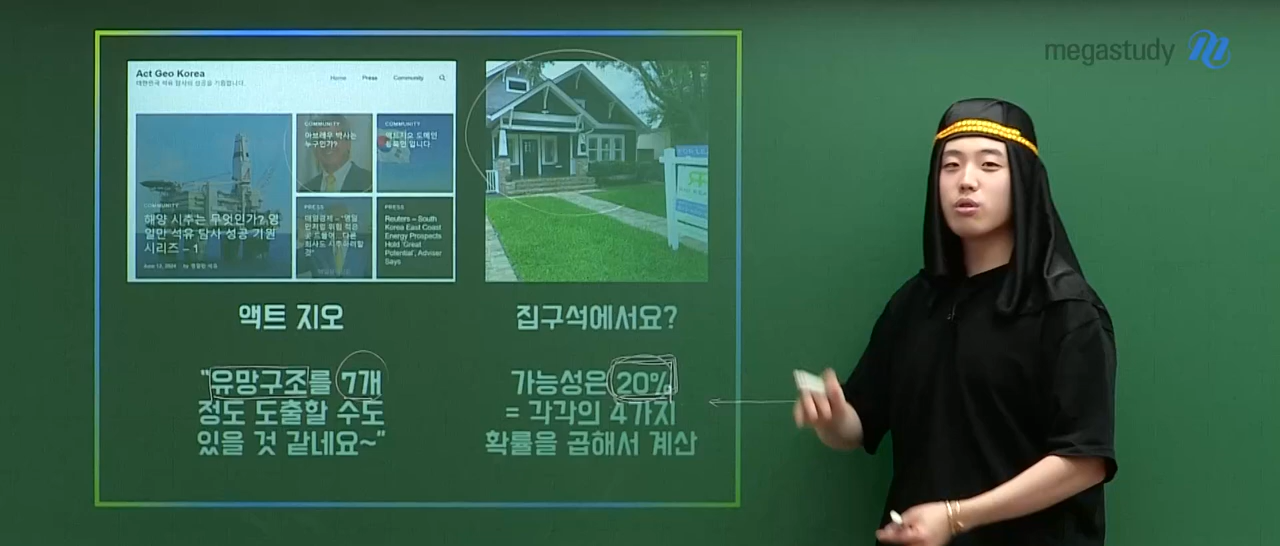 megastudy
Act Geo Korea
대한민국 석유 탐사의 성공을 기원합니다.
Home
Press
Community
COMMUNITY
해양 시추는 무엇인가? 영
일만 석유 탐사 성공 기원
시리즈 – 1
COMMUNITY
아브레우 박사는
누구인가?
COMMUNITY
액트지오 도메인
입니다.
PRESS
PRESS
Reuters – South
Korea East Coast
Energy Prospects
Hold 'Great
Potential', Adviser
Says
액트 지오
집구석에서요?
"유망구조를 7개
정도 도출할 수도
있을 것 같네요~"
가능성은 20%
= 각각의 4가지
확률을 곱해서 계산